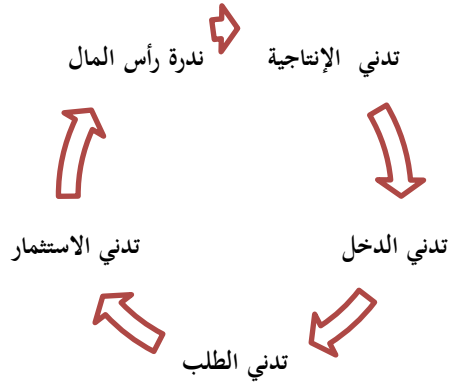 تدني الإنتاجية
ندرة رأس المال
تدني الدخل
تدني الاستثمار
تدني الطلب